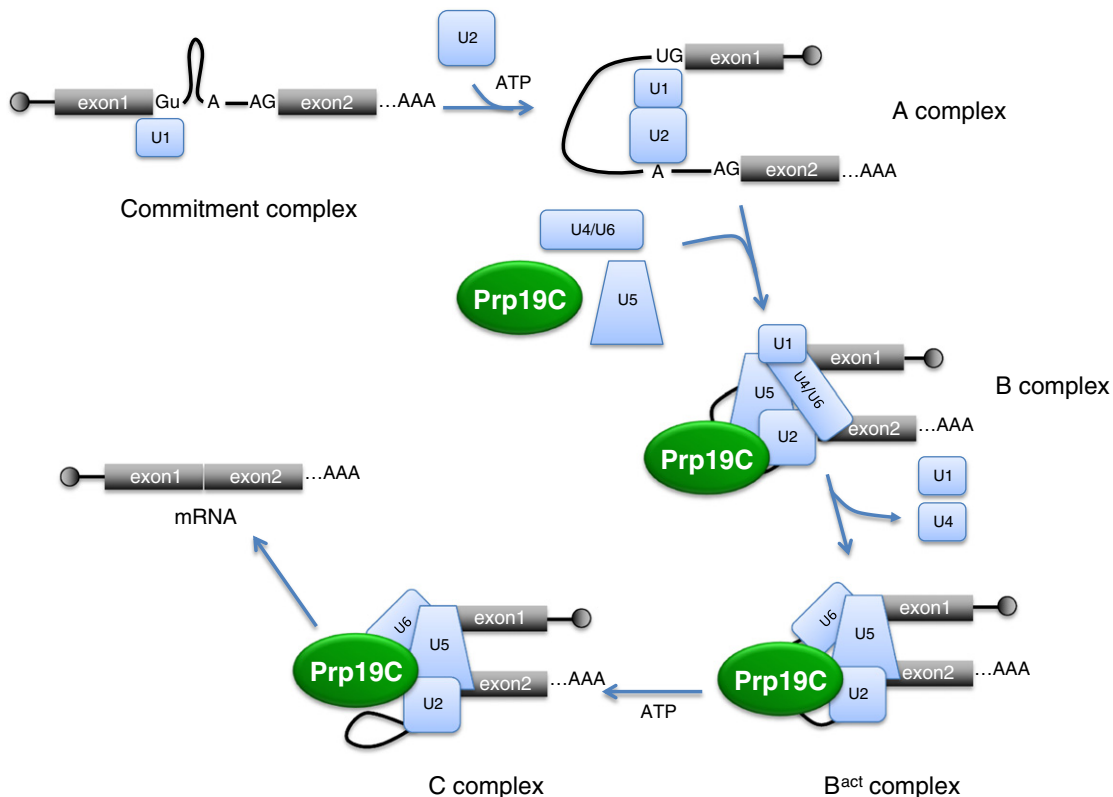 U2
ATP
exon1 Gu A AG exon2 ...AAA
U1
Commitment complex
UG exon1
U1
U2
A AG exon2 ...AAA
A complex
U4/U6
Prp19C
U5
U1 exon1
U5 U4/U6
B complex
Prp19C U2 exon2 ...AAA
U1
U4
exon1 exon2 ...AAA
mRNA
U6 U5 exon1
Prp19C
U2 exon2 ...AAA
C complex
ATP
U6 U5 exon1
Prp19C
U2 exon2 ...AAA
Bact complex